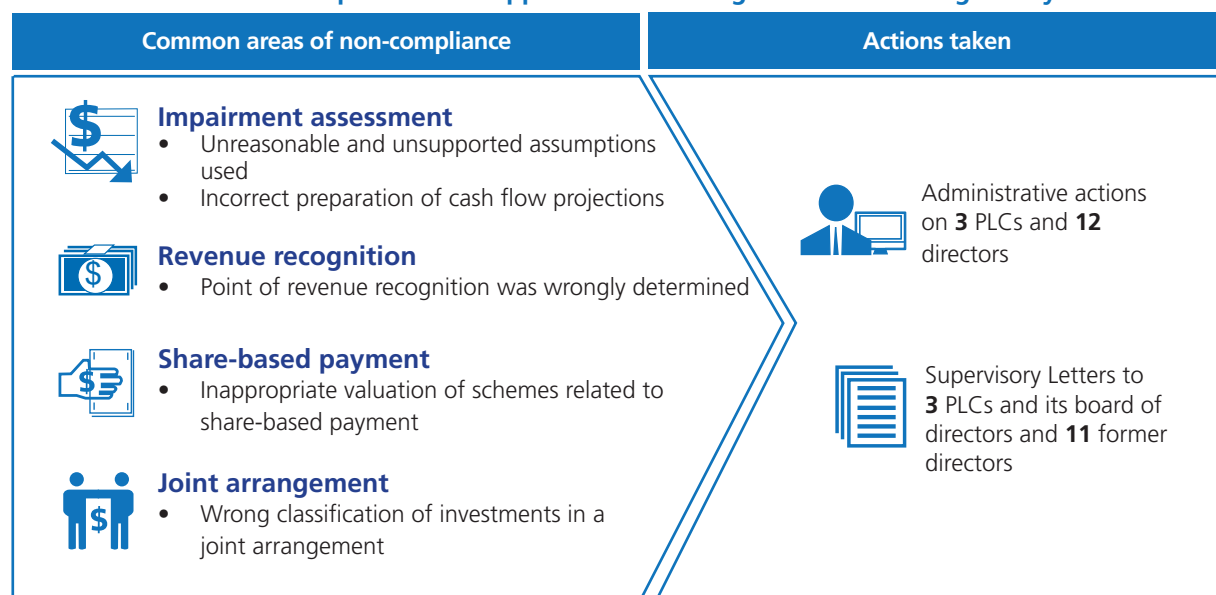 Common areas of non-compliance
Actions taken
$
Impairment assessment
• Unreasonable and unsupported assumptions
used
• Incorrect preparation of cash flow projections
$
Revenue recognition
• Point of revenue recognition was wrongly determined
$
Share-based payment
• Inappropriate valuation of schemes related to
share-based payment
$
Joint arrangement
• Wrong classification of investments in a
joint arrangement
Administrative actions
on 3 PLCs and 12
directors
Supervisory Letters to
3 PLCs and its board of
directors and 11 former
directors